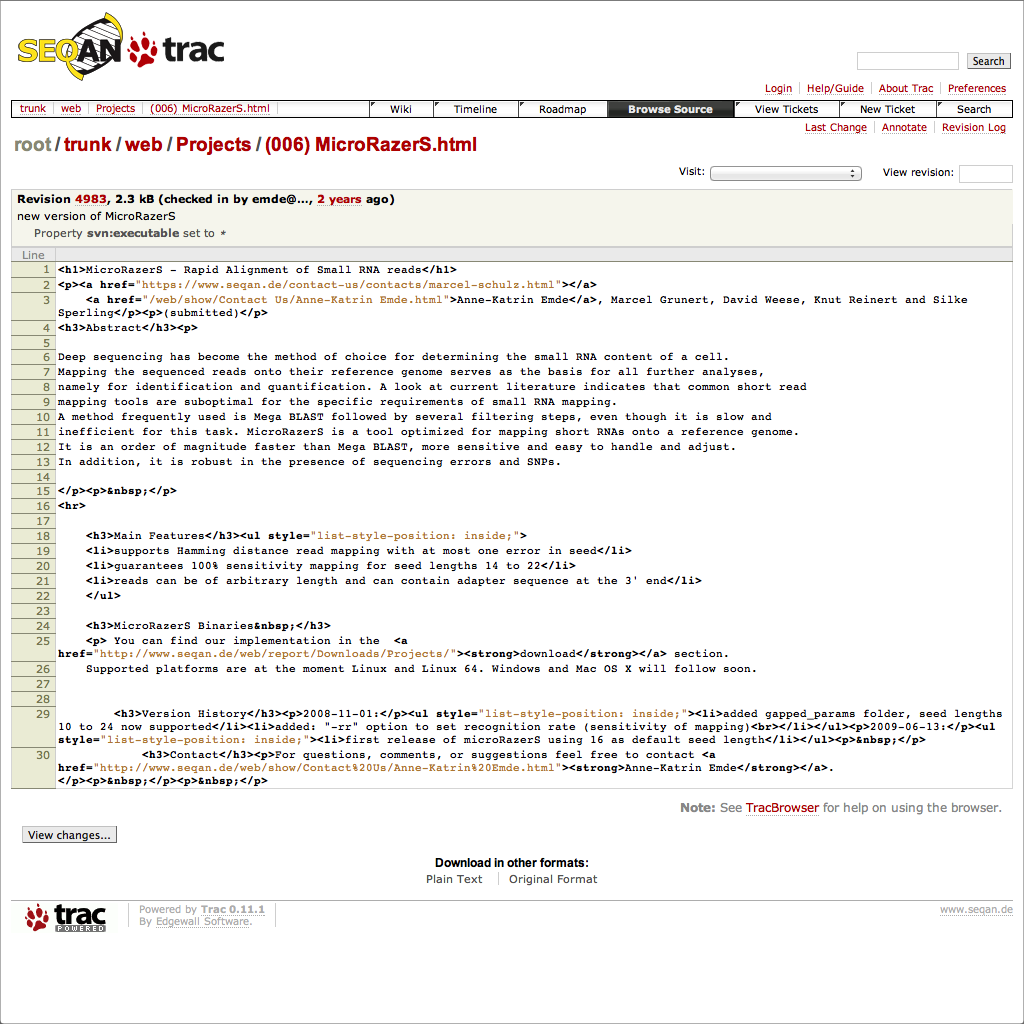 SEQAN trac
Search
Login Help/Guide About Trac Preferences
trunk web Projects (006) MicroRazerS.html Wiki Timeline Roadmap Browse Source View Tickets New Ticket Search
Last Change Annotate Revision Log
root / trunk / web / Projects / (006) MicroRazerS.html
Visit: View revision:
Revision 4983, 2.3 kB (checked in by emde@..., 2 years ago)
new version of MicroRazerS
Property svn:executable set to *
Line
1 <h1>MicroRazerS - Rapid Alignment of Small RNA reads</h1>
2 <p><a href="https://www.seqan.de/contact-us/contacts/marcel-schulz.html"></a>
3 <a href="/web/show/Contact Us/Anne-Katrin Emde.html">Anne-Katrin Emde</a>, Marcel Grunert, David Weese, Knut Reinert and Silke
Sperling</p><p>(submitted)</p>
4 <h3>Abstract</h3><p>
5
6 Deep sequencing has become the method of choice for determining the small RNA content of a cell.
7 Mapping the sequenced reads onto their reference genome serves as the basis for all further analyses,
8 namely for identification and quantification. A look at current literature indicates that common short read
9 mapping tools are suboptimal for the specific requirements of small RNA mapping.
10 A method frequently used is Mega BLAST followed by several filtering steps, even though it is slow and
11 inefficient for this task. MicroRazerS is a tool optimized for mapping short RNAs onto a reference genome.
12 It is an order of magnitude faster than Mega BLAST, more sensitive and easy to handle and adjust.
13 In addition, it is robust in the presence of sequencing errors and SNPs.
14
15 </p><p>&nbsp;</p>
16 <hr>
17
18 <h3>Main Features</h3><ul style="list-style-position: inside;">
19 <li>supports Hamming distance read mapping with at most one error in seed</li>
20 <li>guarantees 100% sensitivity mapping for seed lengths 14 to 22</li>
21 <li>reads can be of arbitrary length and can contain adapter sequence at the 3' end</li>
22 </ul>
23
24 <h3>MicroRazerS Binaries&nbsp;</h3>
25 <p> You can find our implementation in the <a
href="http://www.seqan.de/web/report/Downloads/Projects/"><strong>download</strong></a> section.
26 Supported platforms are at the moment Linux and Linux 64. Windows and Mac OS X will follow soon.
27
28
29 <h3>Version History</h3><p>2008-11-01:</p><ul style="list-style-position: inside;"><li>added gapped_params folder, seed lengths
10 to 24 now supported</li><li>added: "-rr" option to set recognition rate (sensitivity of mapping)<br></li></ul><p>2009-06-13:</p><ul
style="list-style-position: inside;"><li>first release of microRazerS using 16 as default seed length</li></ul><p>&nbsp;</p>
30 <h3>Contact</h3><p>For questions, comments, or suggestions feel free to contact <a
href="http://www.seqan.de/web/show/Contact%20Us/Anne-Katrin%20Emde.html"><strong>Anne-Katrin Emde</strong></a>.
</p><p>&nbsp;</p><p>&nbsp;</p>
Note: See TracBrowser for help on using the browser.
View changes...
Download in other formats:
Plain Text Original Format
trac POWERED
Powered by Trac 0.11.1
By Edgewall Software.
www.seqan.de